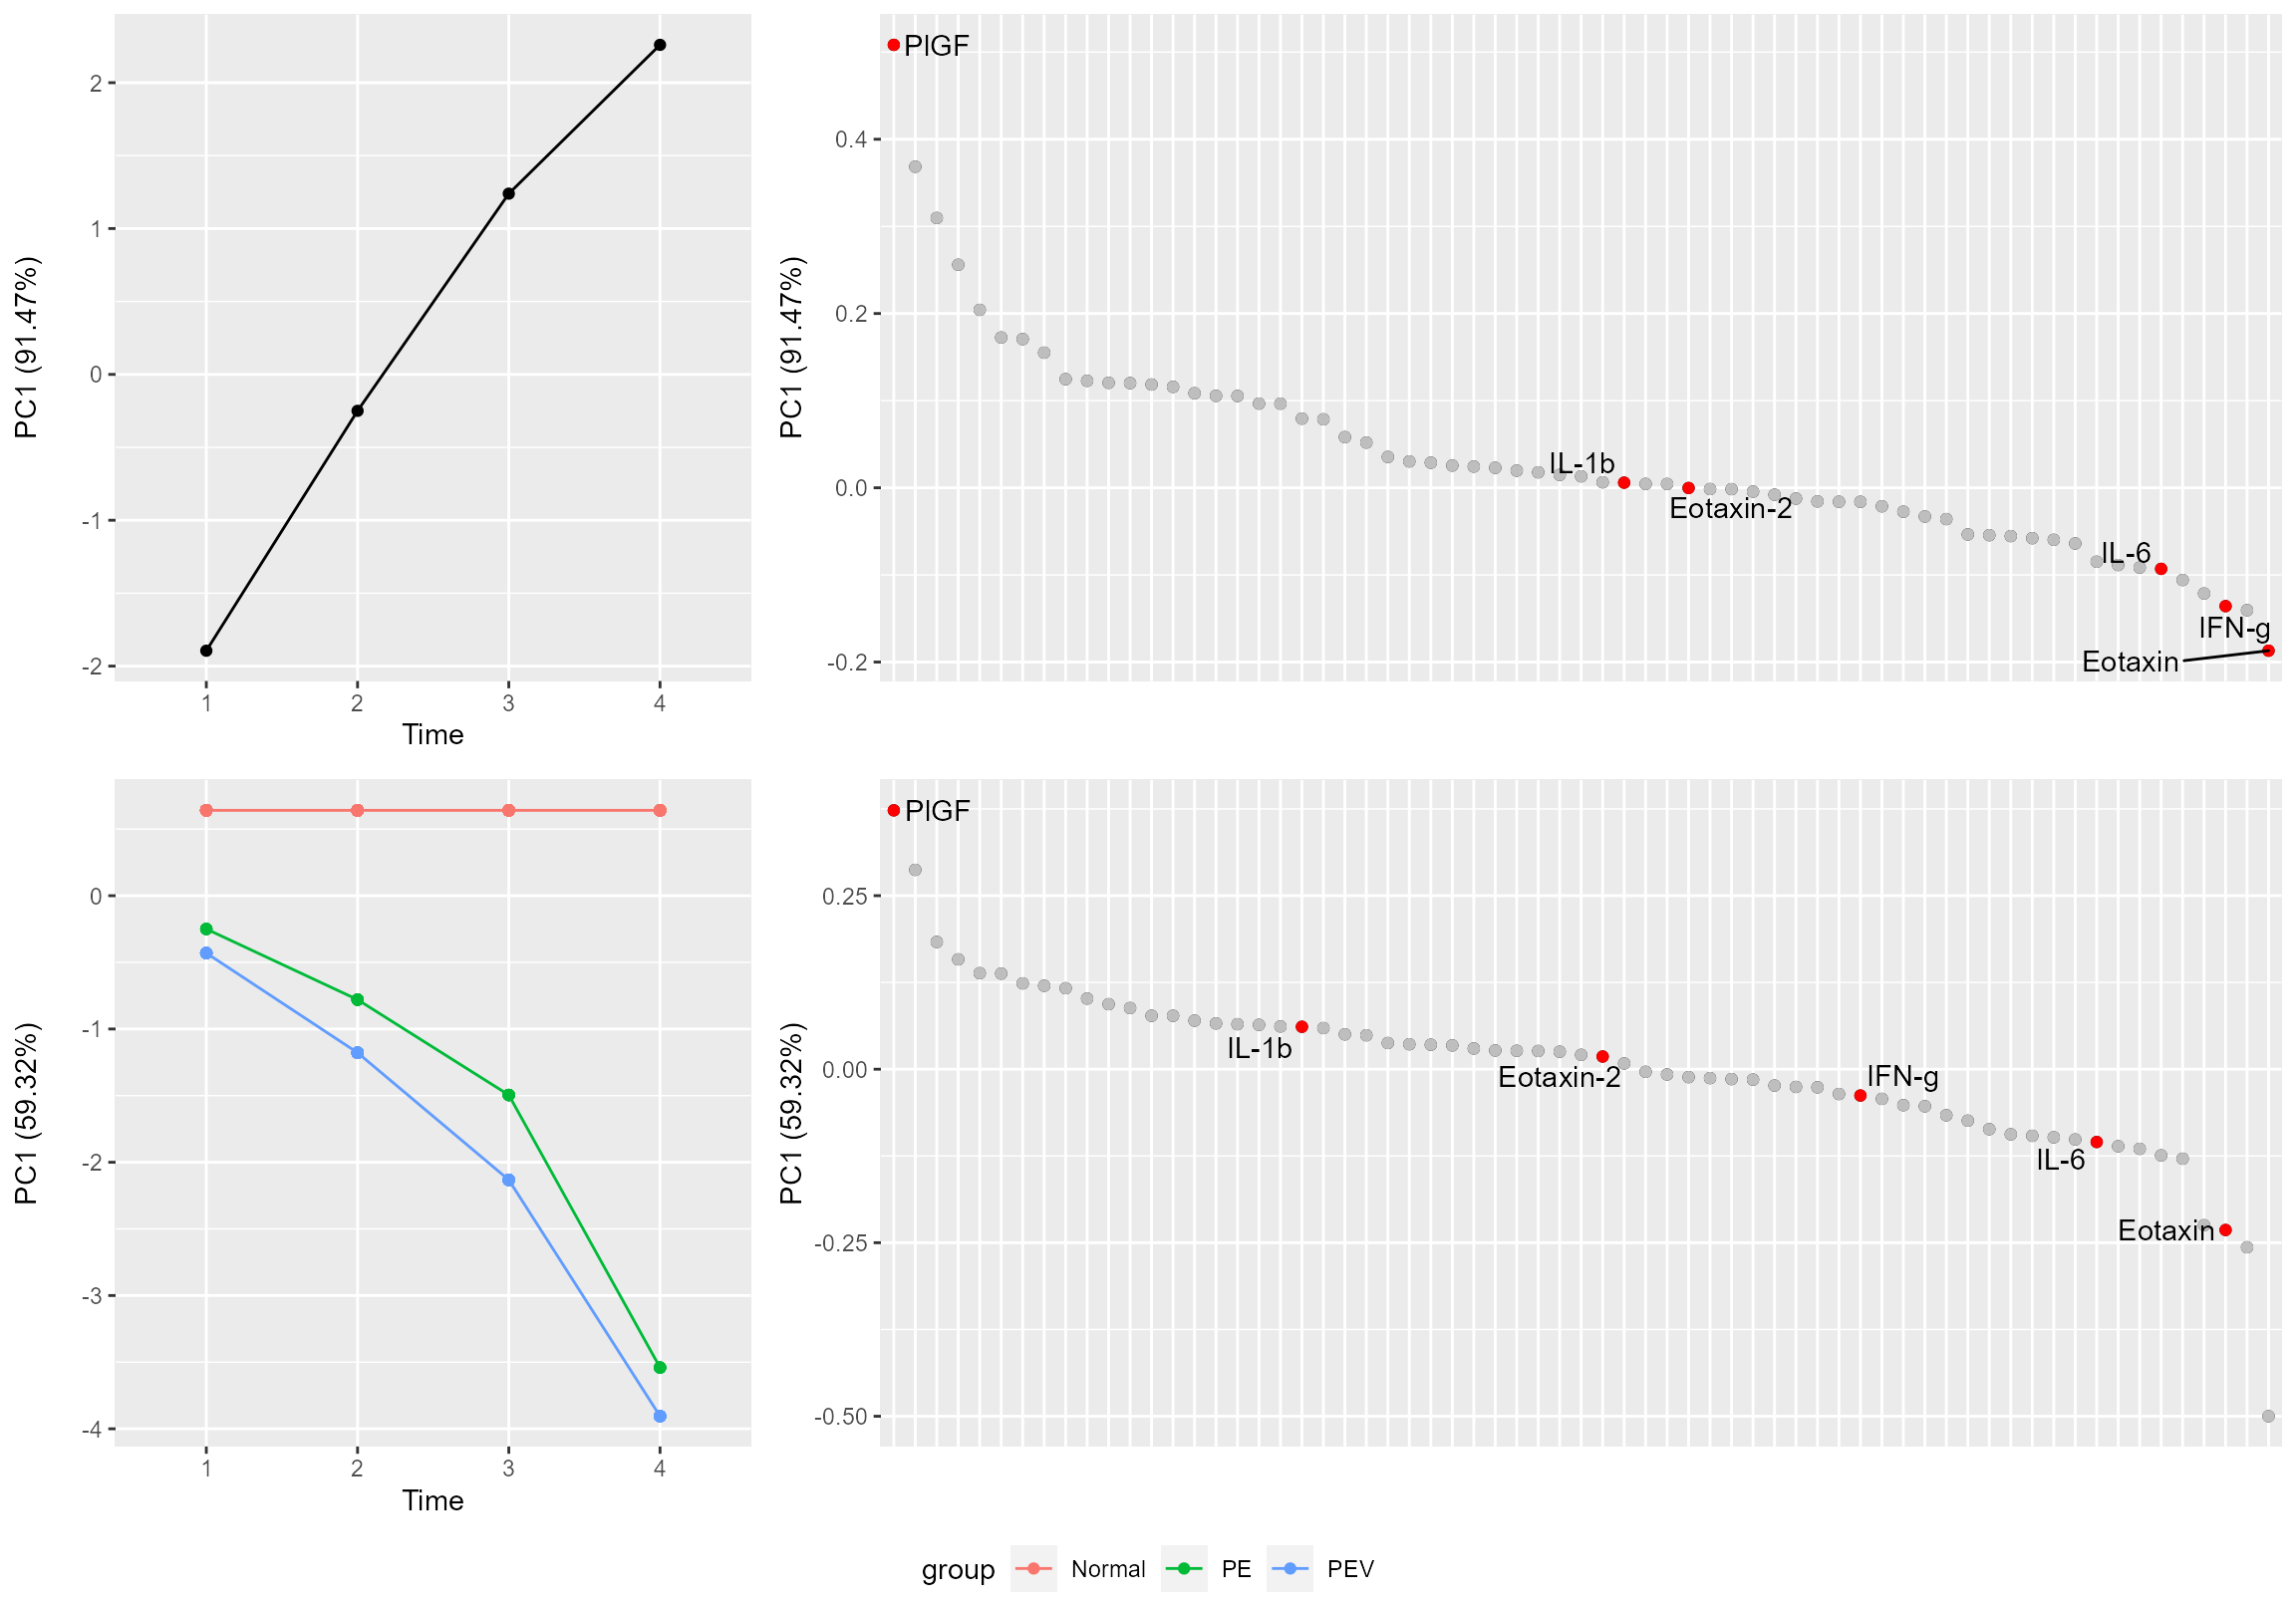 PC1 (91.47%)
2
1
0
-1
-2
1 2 3 4
Time
PC1 (91.47%)
0.4
0.2
0.0
-0.2
PlGF
IL-1b
Eotaxin-2
IL-6
IFN-g
Eotaxin
PC1 (59.32%)
0
-1
-2
-3
-4
1 2 3 4
Time
PC1 (59.32%)
0.25
0.00
-0.25
-0.50
PlGF
IL-1b
Eotaxin-2
IFN-g
IL-6
Eotaxin
group Normal PE PEV